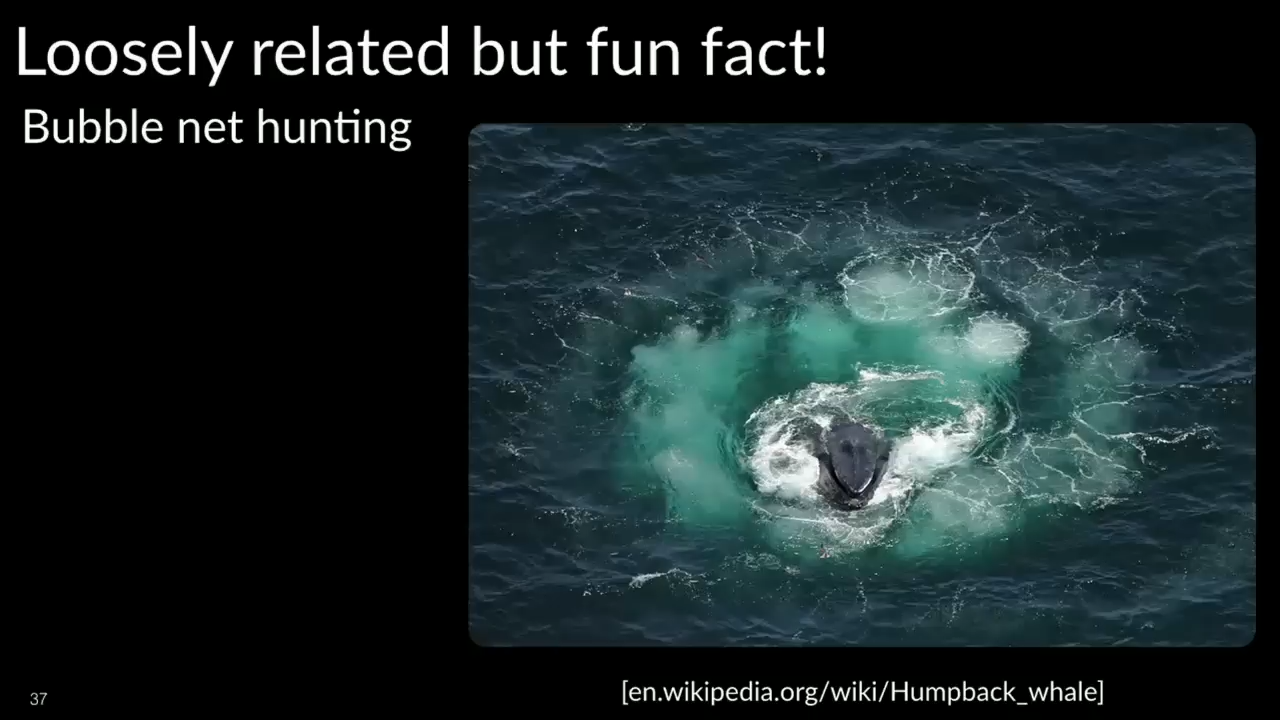 Loosely related but fun fact!
Bubble net hunting
[en.wikipedia.org/wiki/Humpback_whale]
37